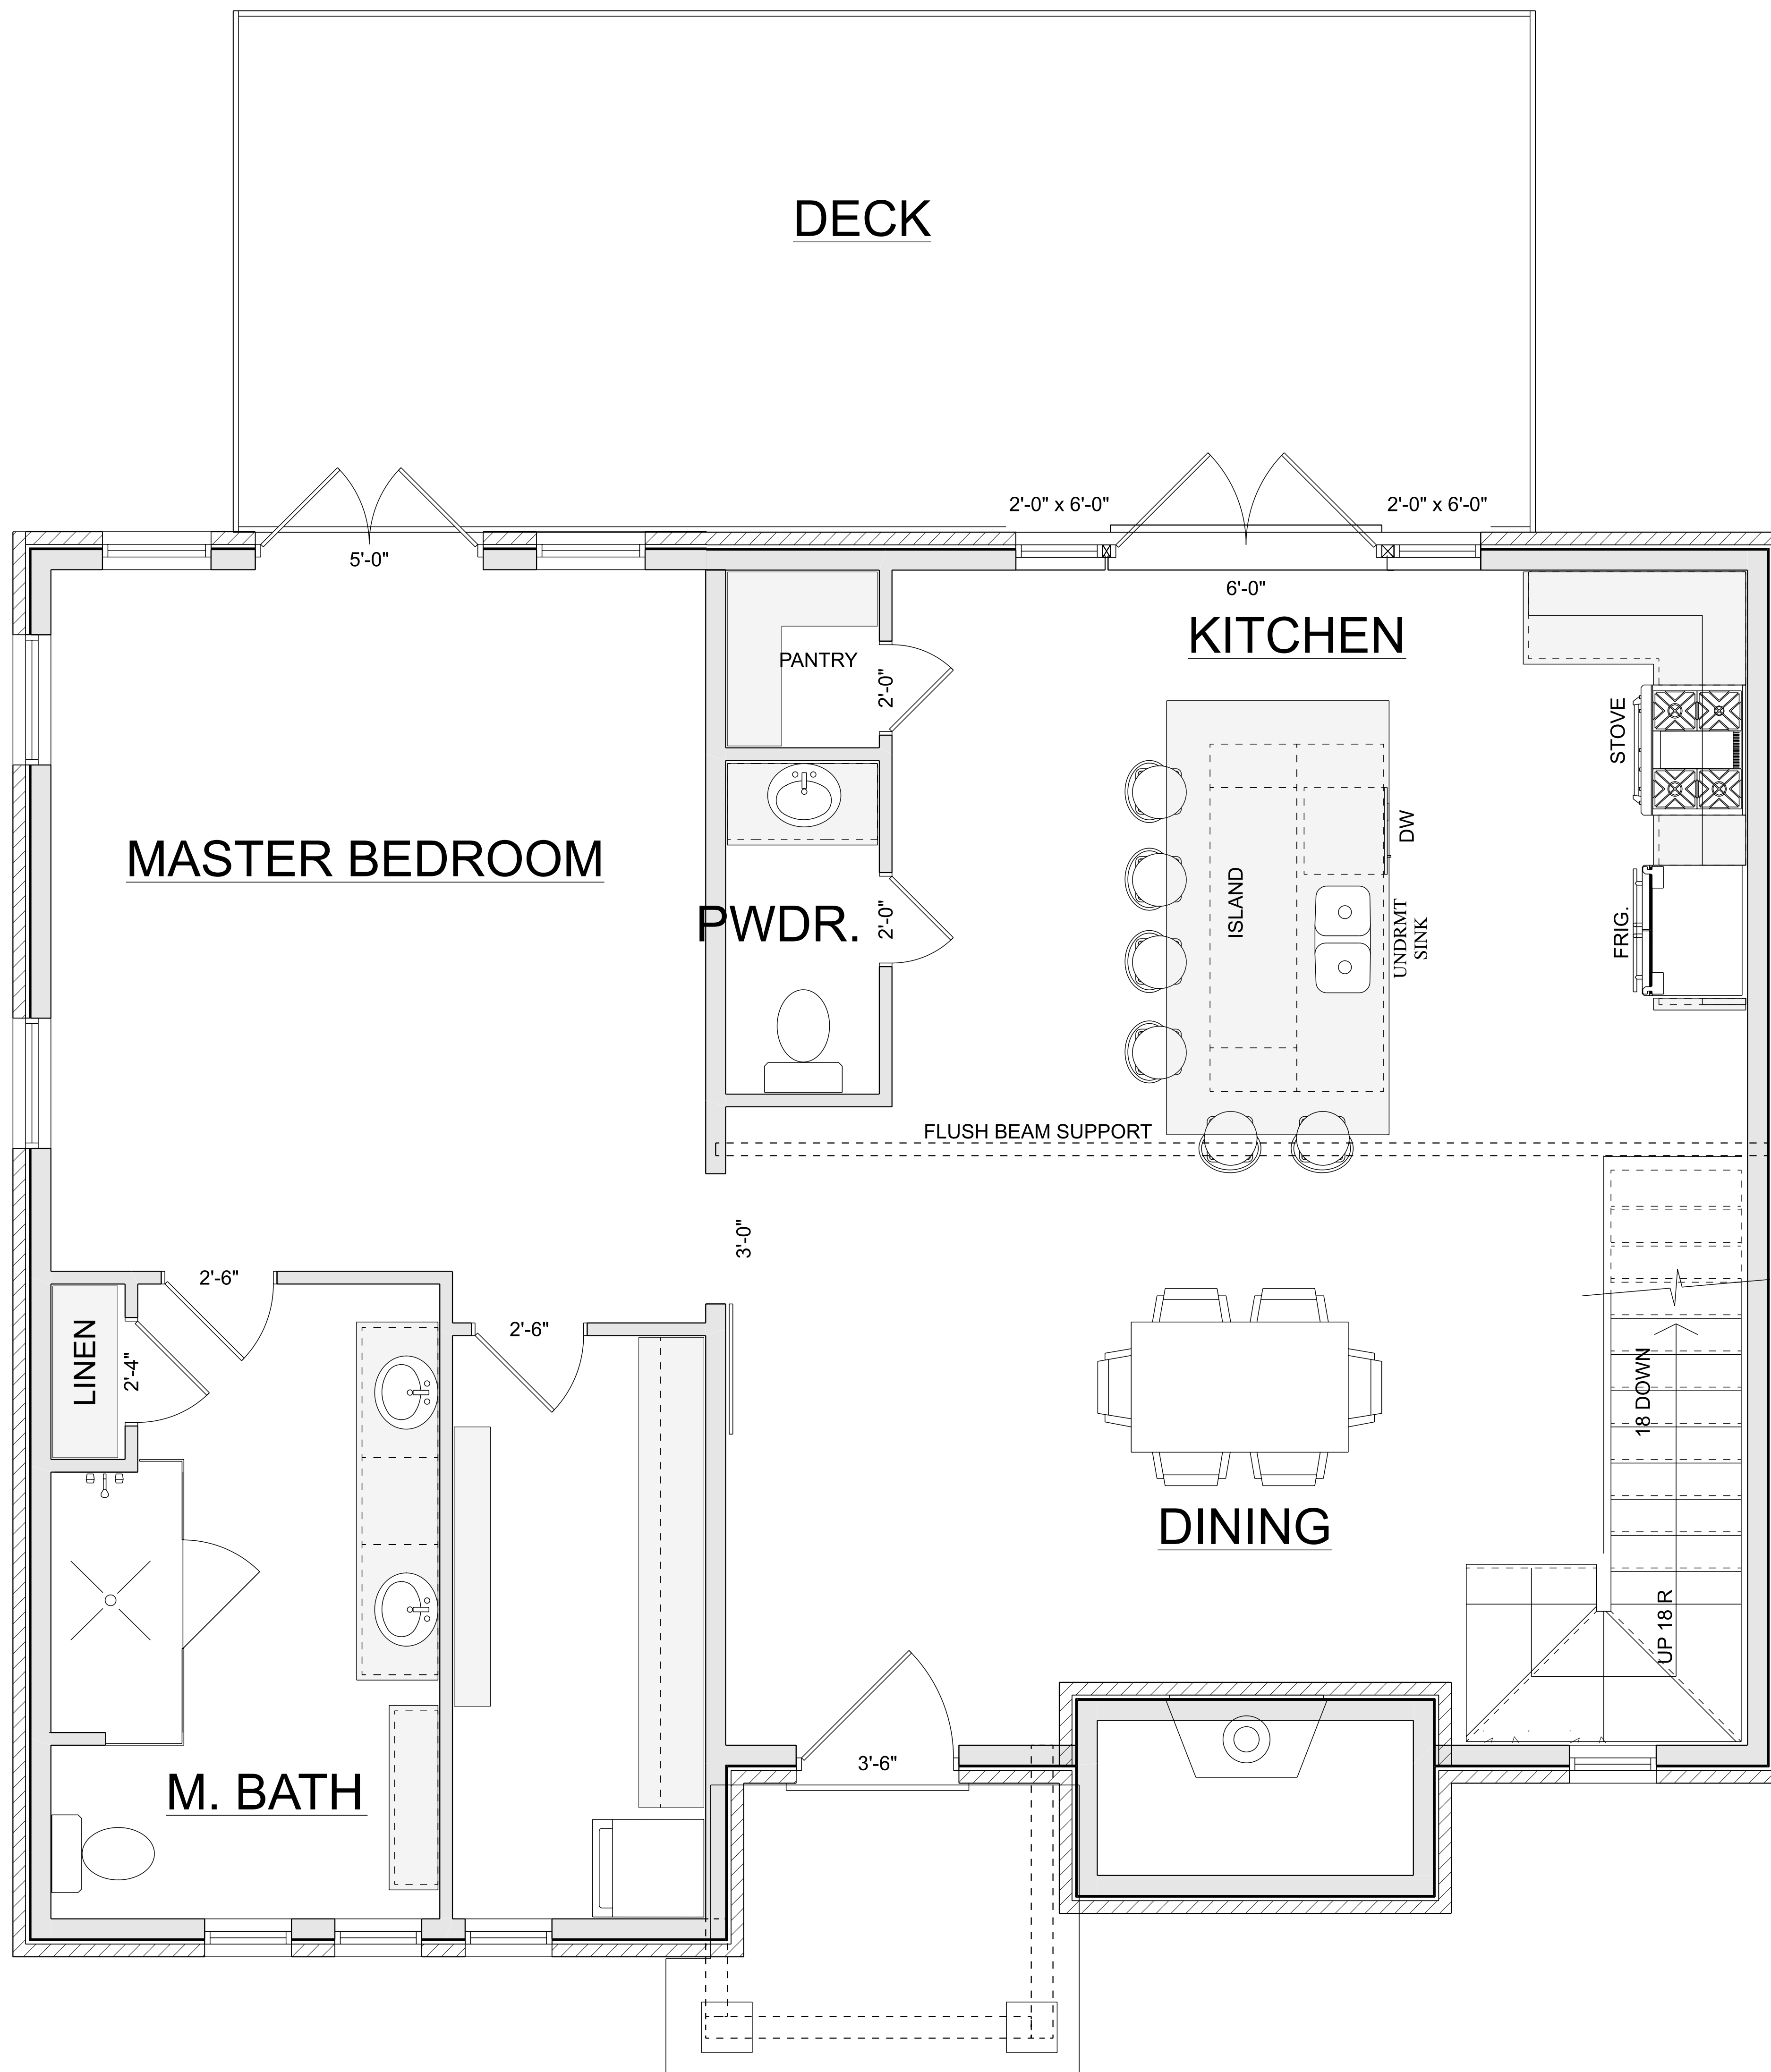 DECK
2'-0" x 6'-0"
2'-0" x 6'-0"
5'-0"
6'-0"
KITCHEN
PANTRY
2'-0"
STOVE
DW
MASTER BEDROOM
ISLAND
PWDR.
2'-0"
UNDRMT
SINK
FRIG.
FLUSH BEAM SUPPORT
3'-0"
2'-6"
2'-6"
LINEN
2'-4"
18 DOWN
DINING
UP 18 R
3'-6"
M. BATH